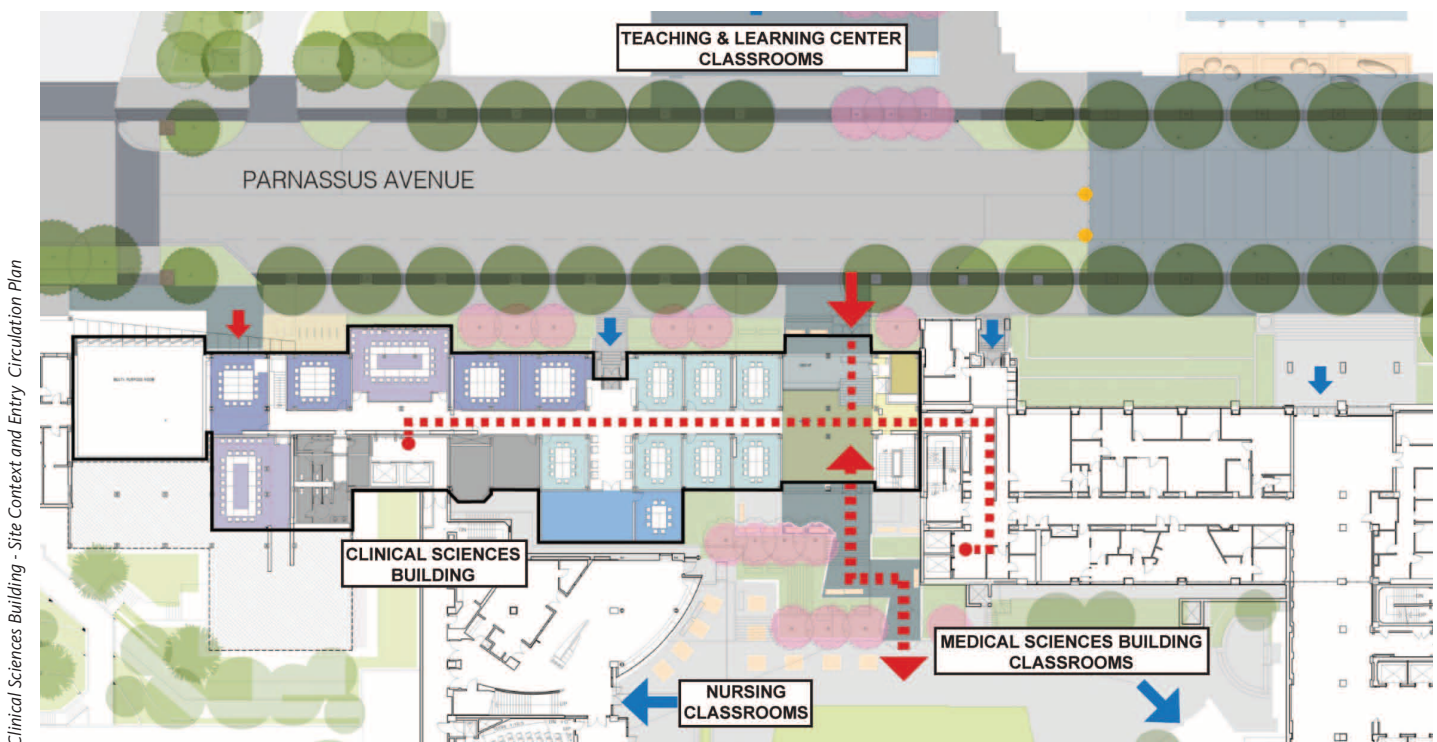 TEACHING & LEARNING CENTER
CLASSROOMS
PARNASSUS AVENUE
CLINICAL SCIENCES
BUILDING
MEDICAL SCIENCES BUILDING
CLASSROOMS
NURSING
CLASSROOMS
Clinical Sciences Building - Site Context and Entry Circulation Plan